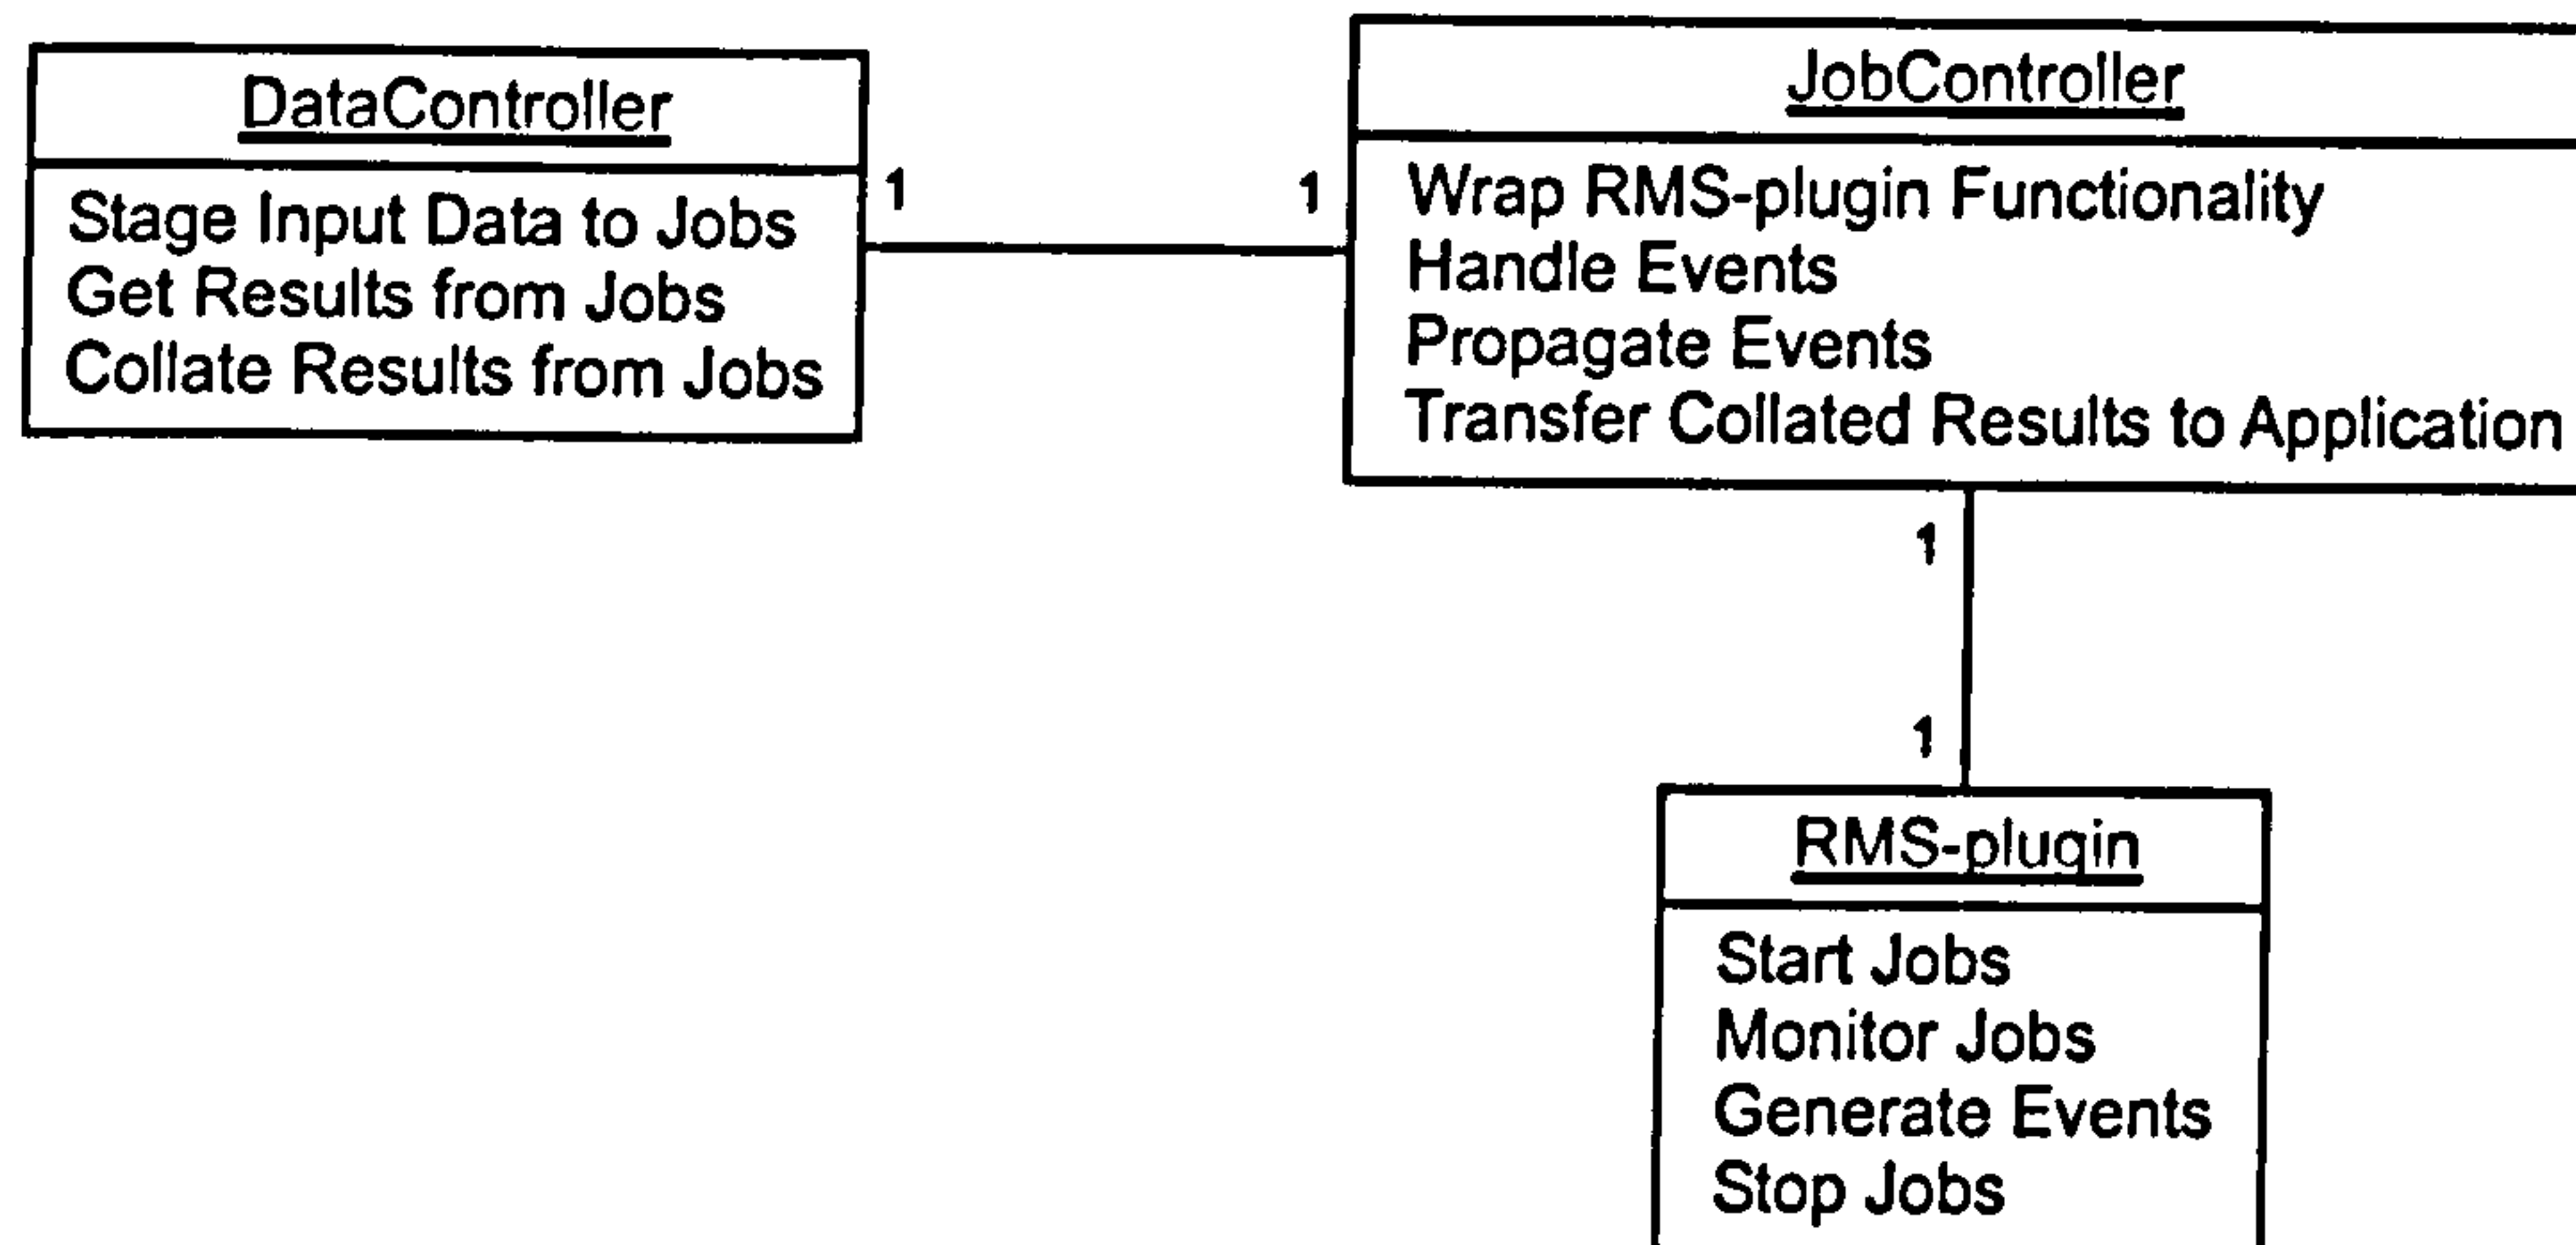 DataController
Stage Input Data to Jobs
Get Results from Jobs
Collate Results from Jobs
1
1
JobController
Wrap RMS-plugin Functionality
Handle Events
Propagate Events
Transfer Collated Results to Application
1
1
RMS-plugin
Start Jobs
Monitor Jobs
Generate Events
Stop Jobs